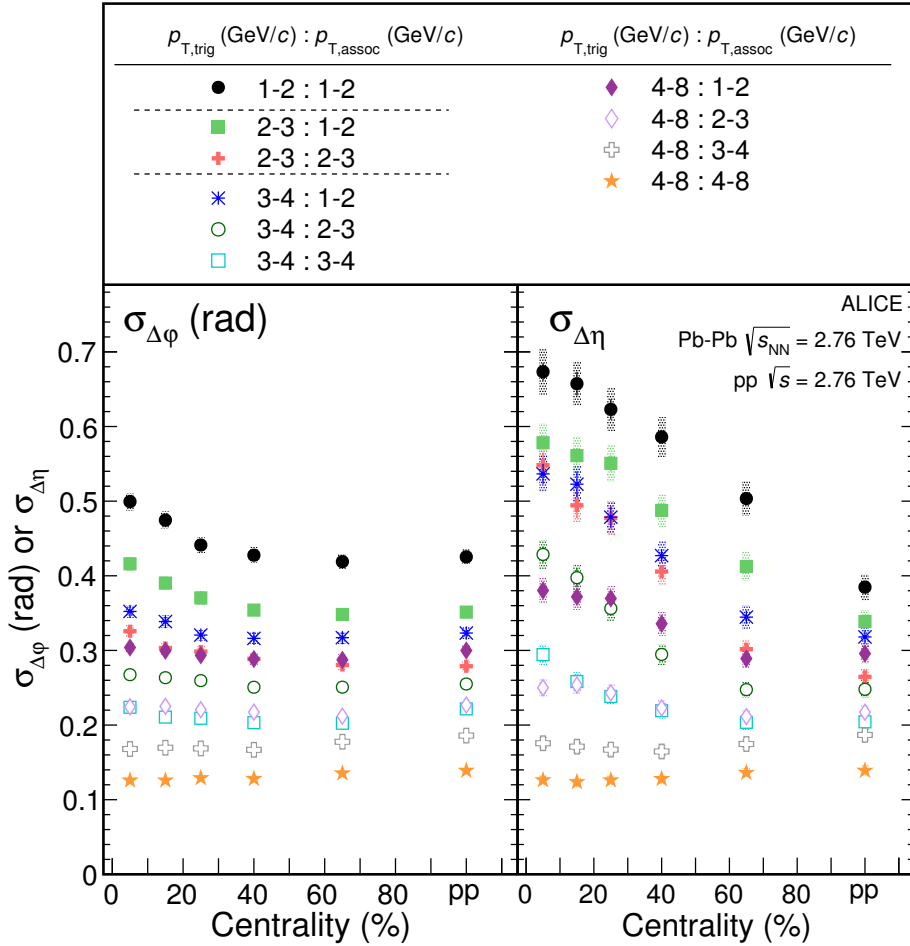 p_T,trig (GeV/c) : p_T,assoc (GeV/c)
p_T,trig (GeV/c) : p_T,assoc (GeV/c)
1-2 : 1-2
2-3 : 1-2
2-3 : 2-3
3-4 : 1-2
3-4 : 2-3
3-4 : 3-4
4-8 : 1-2
4-8 : 2-3
4-8 : 3-4
4-8 : 4-8
σ_Δφ (rad)
σ_Δη
ALICE
Pb-Pb √s_NN = 2.76 TeV
pp √s = 2.76 TeV
σ_Δφ (rad) or σ_Δη
0.7
0.6
0.5
0.4
0.3
0.2
0.1
0
0 20 40 60 80 pp
Centrality (%)
0 20 40 60 80 pp
Centrality (%)